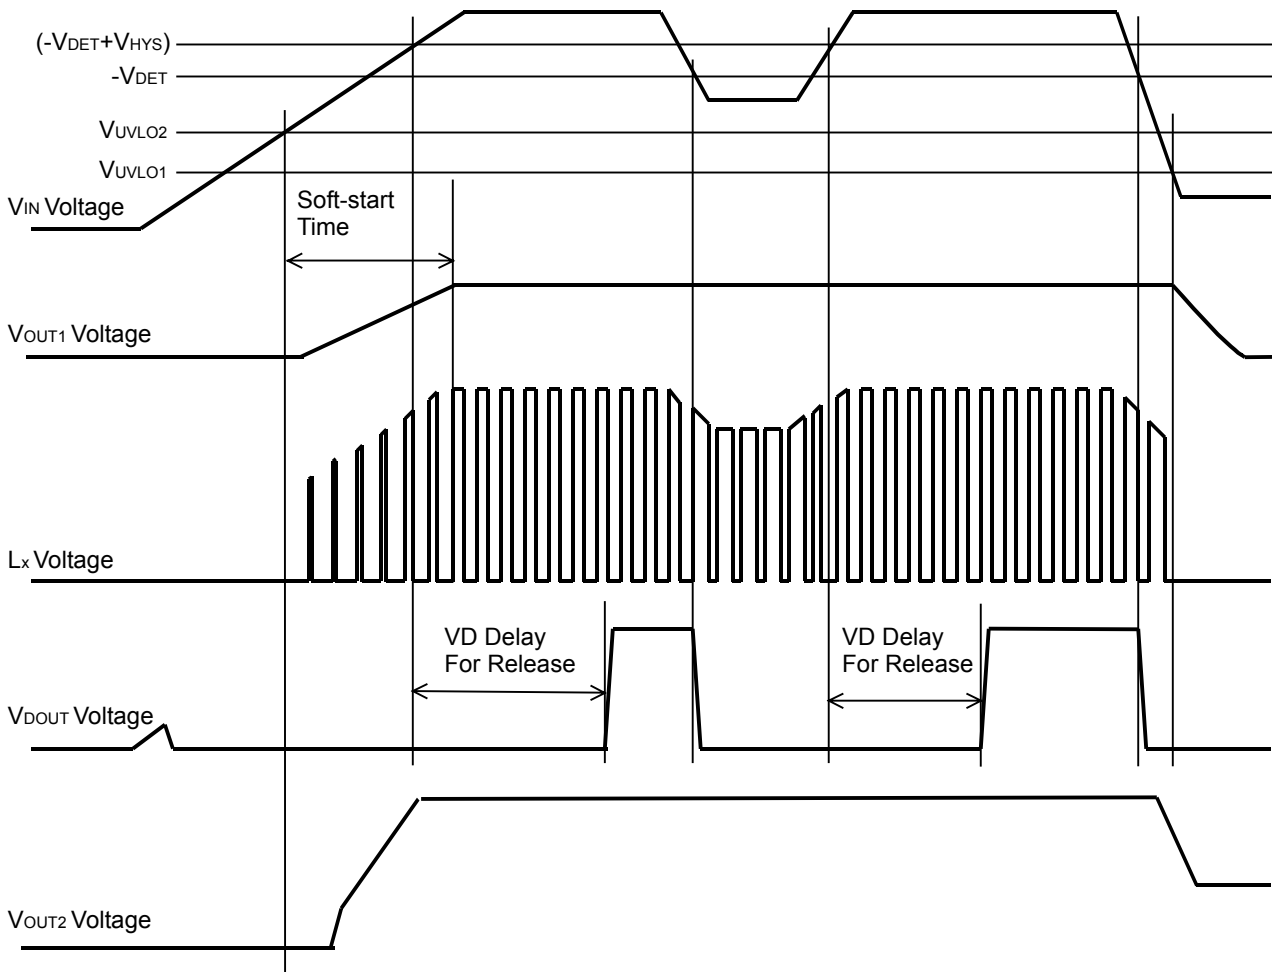 (-VDET+VHYS)
-VDET
VUVLO2
VUVLO1
VIN Voltage
Soft-start
Time
VOUT1 Voltage
Lx Voltage
VD Delay
For Release
VD Delay
For Release
VDOUT Voltage
VOUT2 Voltage